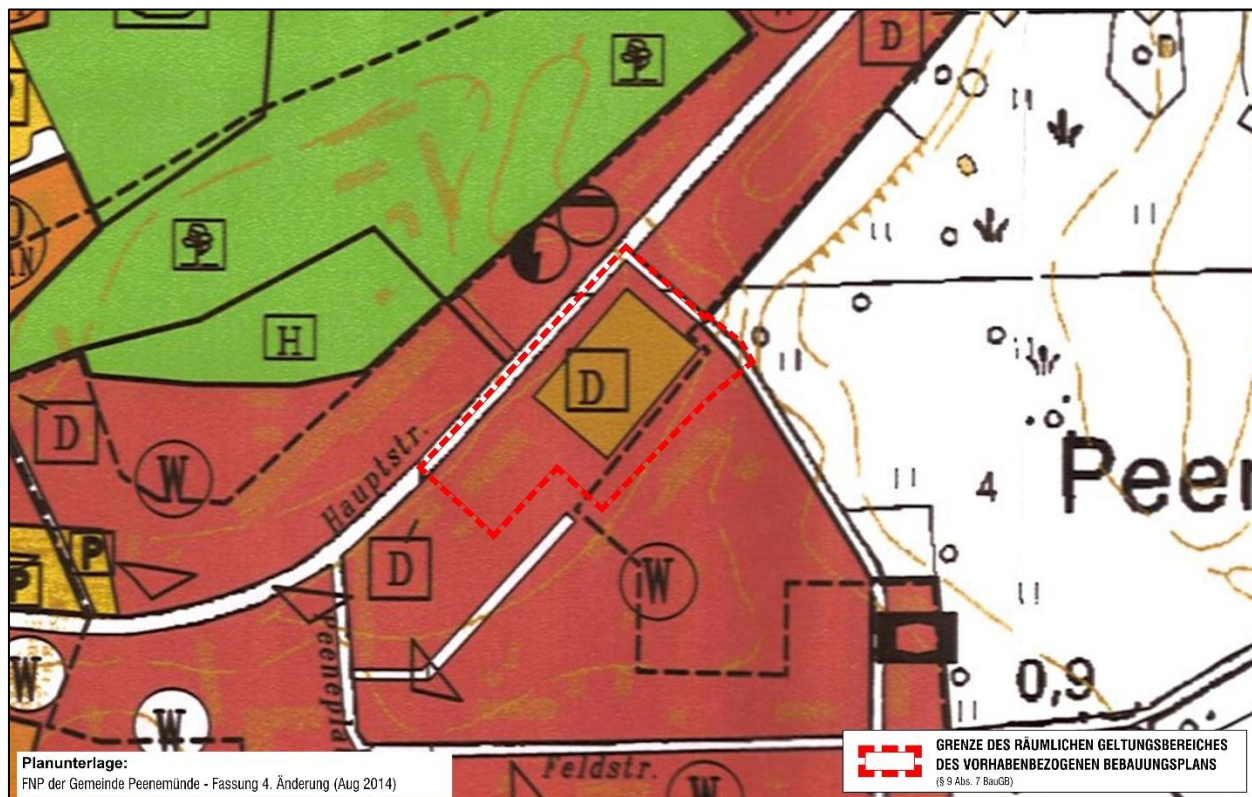 W
D
H
D
D
W
Hauptstr.
4
Peen
P
P
D
W
0,9
W
W
Feldstr.
W
Planunterlage:
FNP der Gemeinde Peenemünde - Fassung 4. Änderung (Aug 2014)
GRENZE DES RÄUMLICHEN GELTUNGSBEREICHES
DES VORHABENBEZOGENEN BEBAUUNGSPLANS
(§ 9 Abs. 7 BauGB)